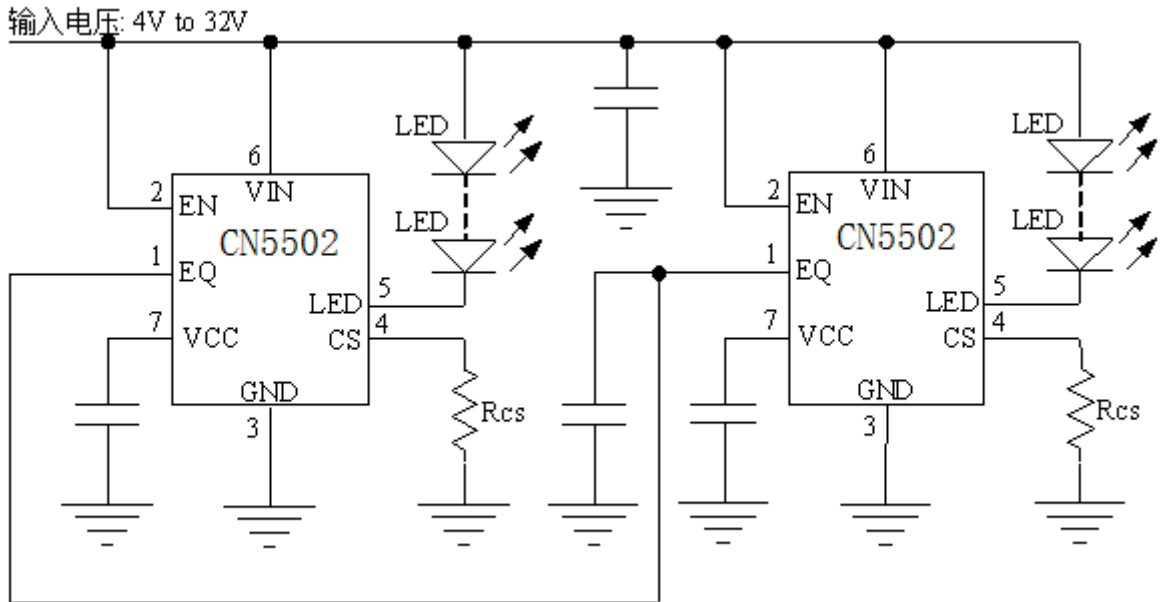 输入电压: 4V to 32V
LED
LED
6
VIN
2
EN
CN5502
LED
1
EQ
5
LED
4
CS
7
VCC
GND
3
Rcs
LED
6
VIN
2
EN
CN5502
LED
1
EQ
5
LED
4
CS
7
VCC
GND
3
Rcs